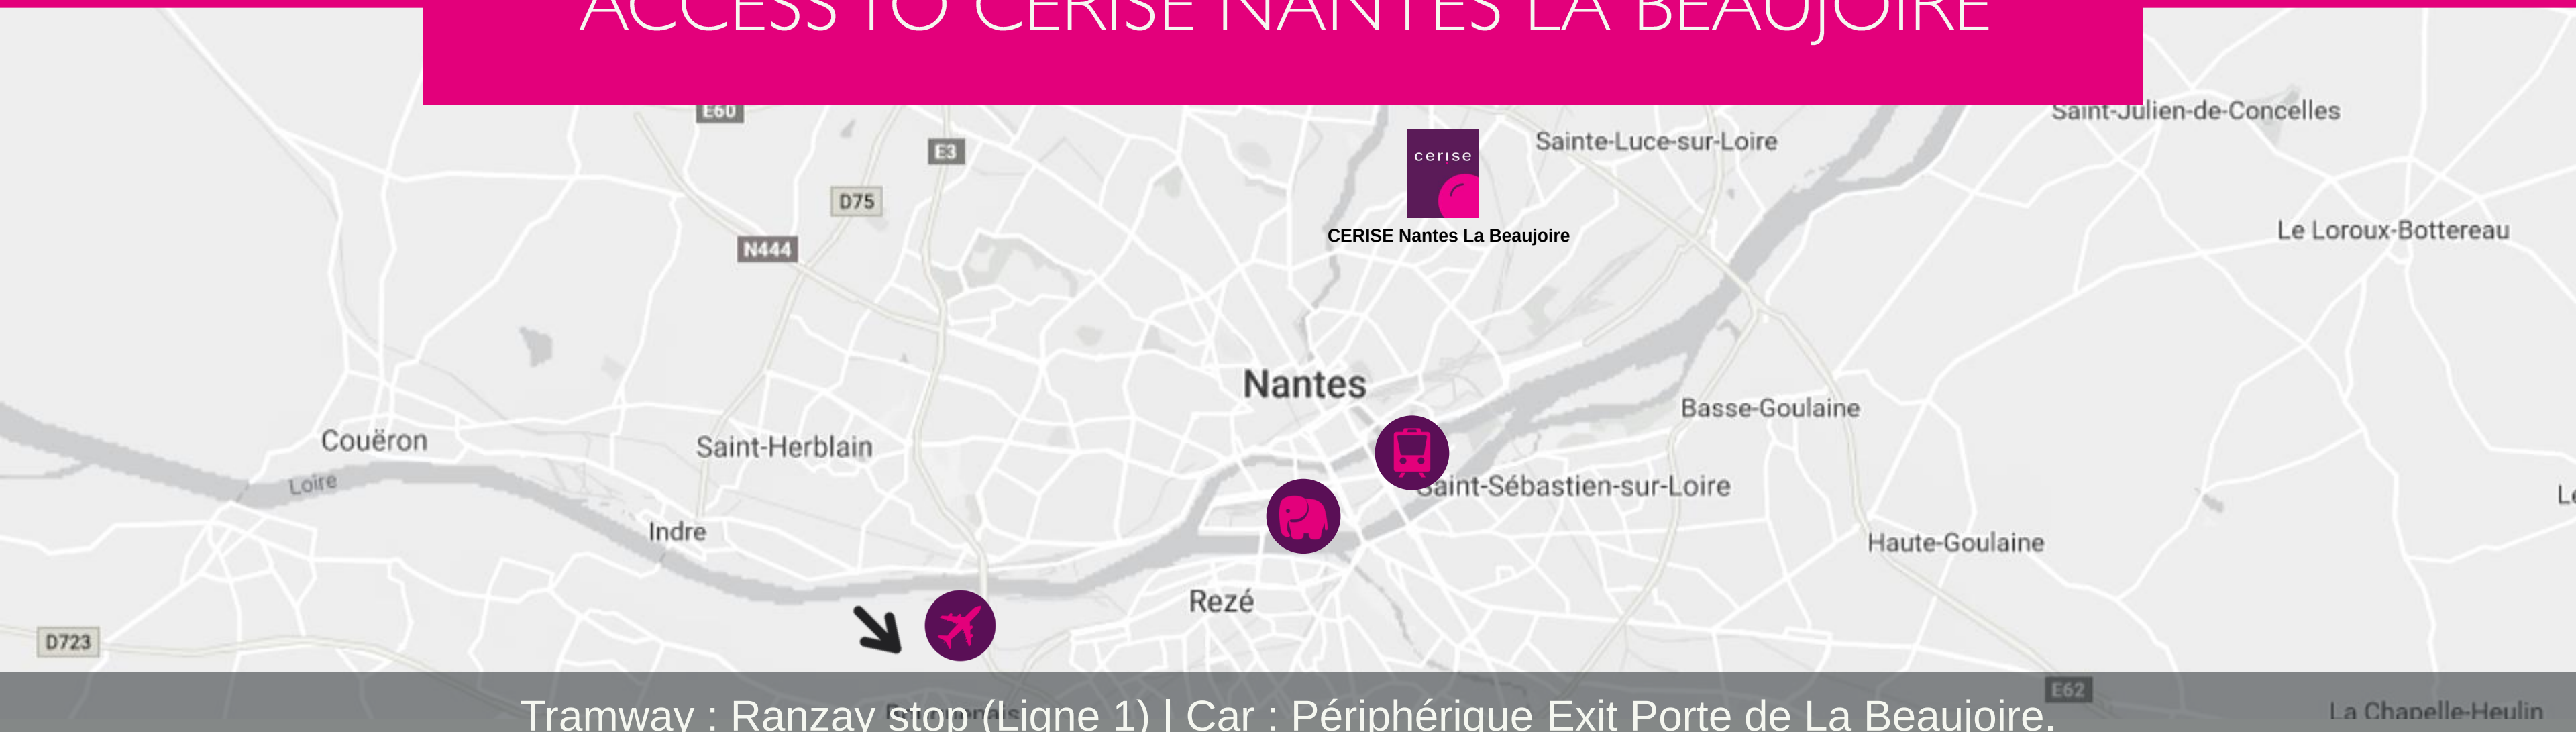 ACCESS TO CERISE NANTES LA BEAUJOIRE
E60
Saint-Julien-de-Concelles
E3
Sainte-Luce-sur-Loire
cerise
D75
Le Loroux-Bottereau
CERISE Nantes La Beaujoire
N444
Nantes
Basse-Goulaine
Couëron
Saint-Herblain
Loire
Saint-Sébastien-sur-Loire
Indre
Haute-Goulaine
Rezé
D723
E62
Tramway : Ranzay stop (Ligne 1) | Car : Périphérique Exit Porte de La Beaujoire.
La Chapelle-Heulin